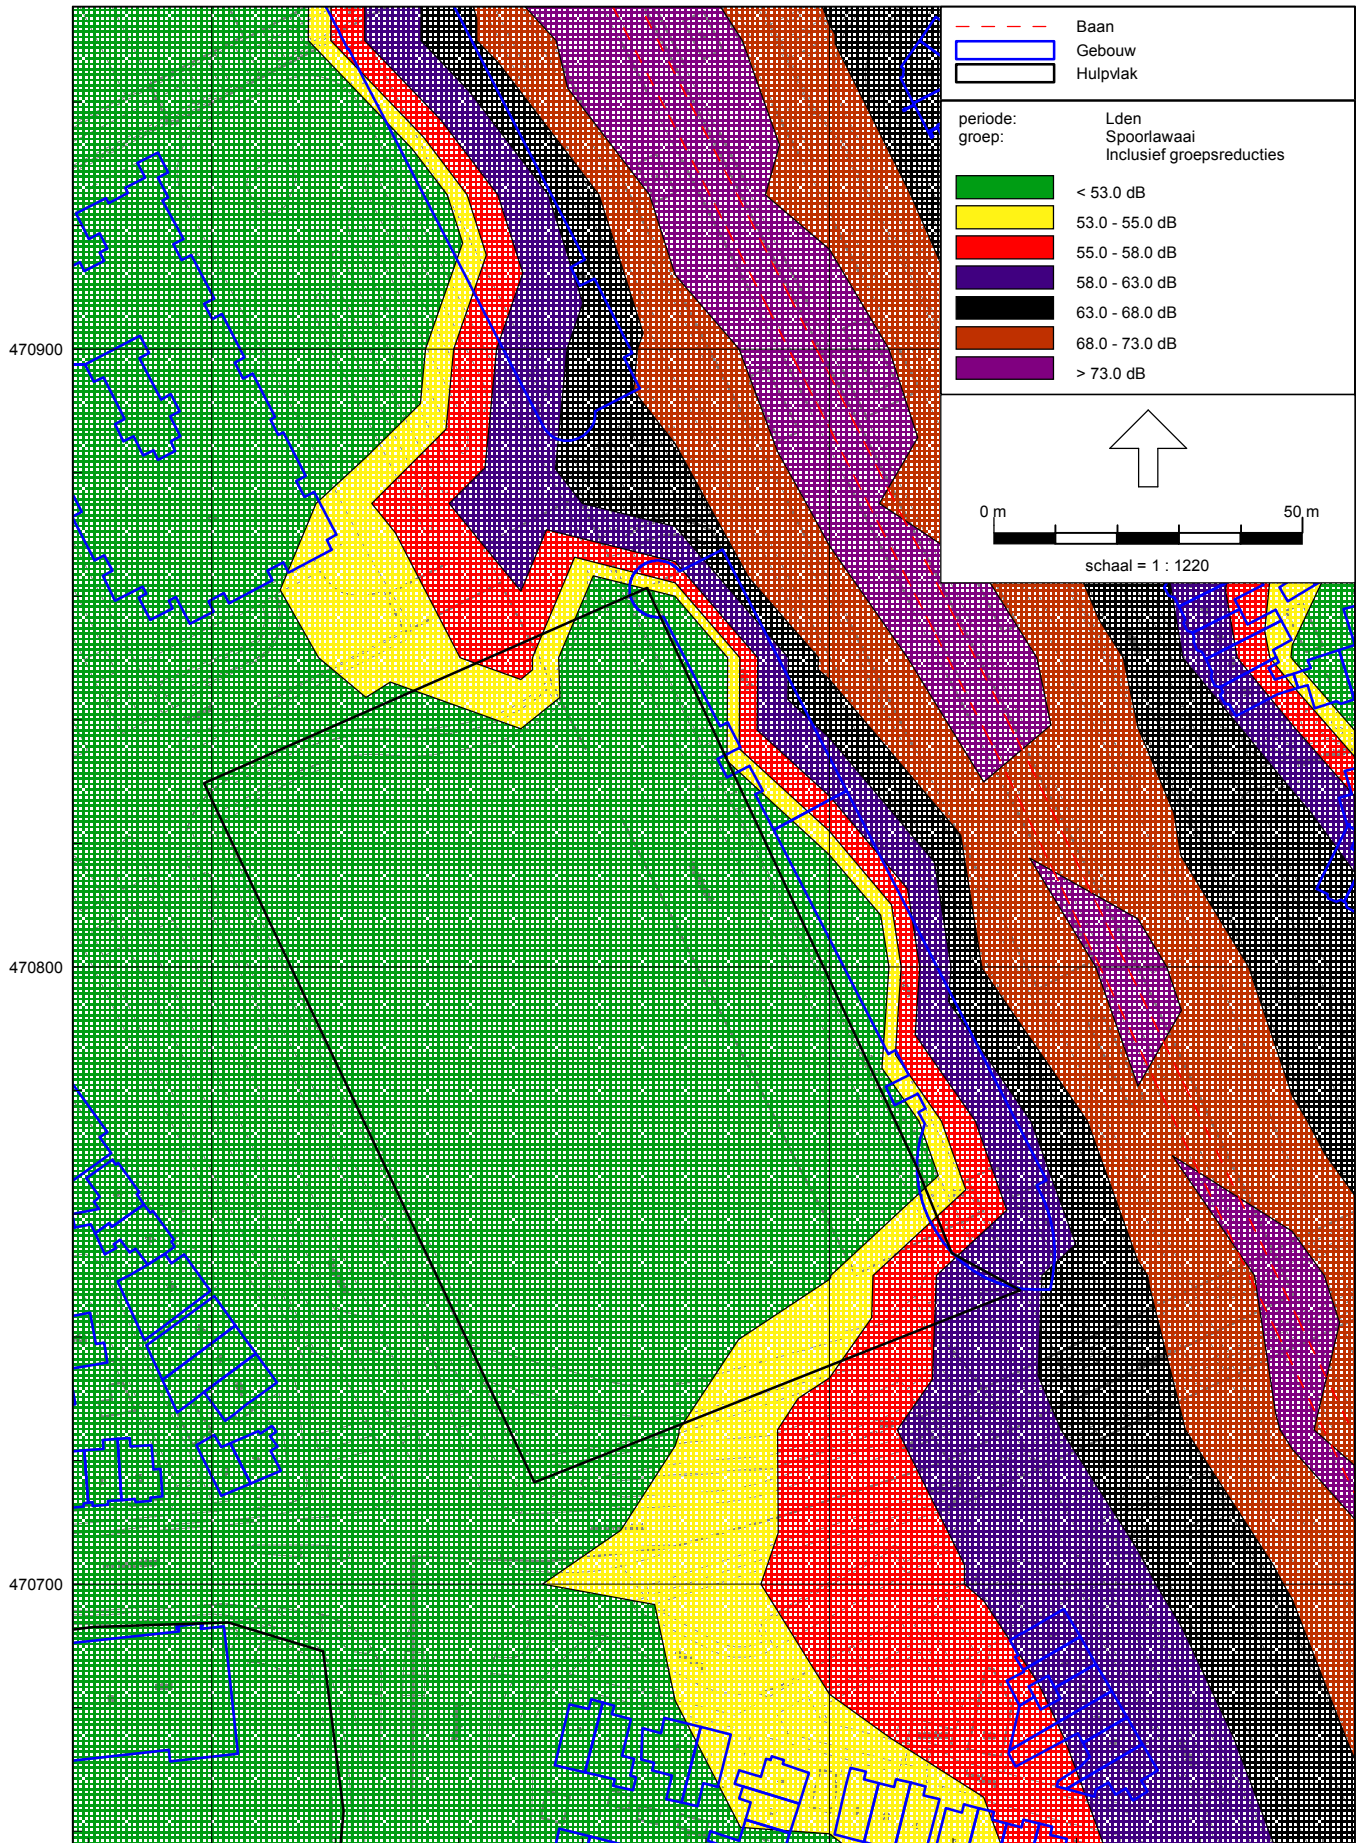 Baan
Gebouw
Hulpvlak
periode: Lden
groep: Spoorlawaai
Inclusief groepsreducties
< 53.0 dB
53.0 - 55.0 dB
55.0 - 58.0 dB
58.0 - 63.0 dB
63.0 - 68.0 dB
68.0 - 73.0 dB
> 73.0 dB
0 m 50 m
schaal = 1 : 1220
470900
470800
470700